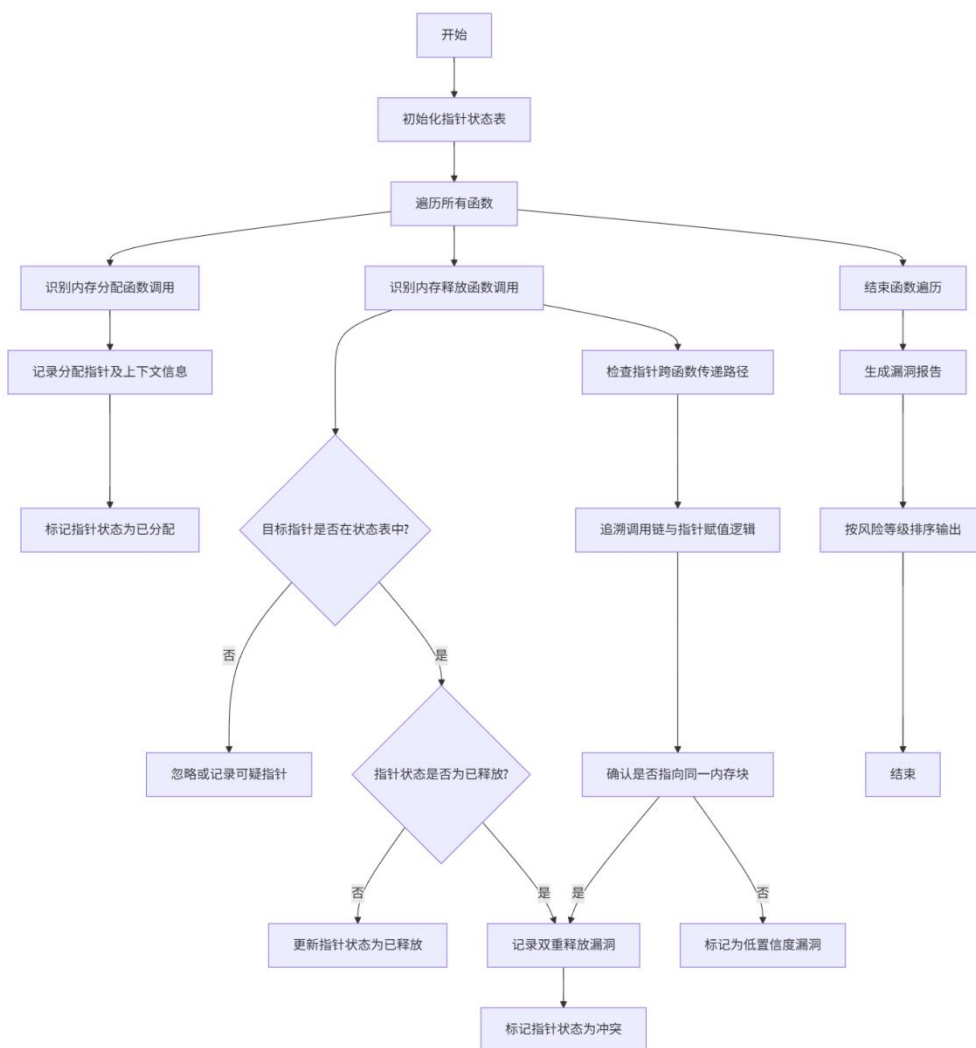 开始
初始化指针状态表
遍历所有函数
识别内存分配函数调用
识别内存释放函数调用
结束函数遍历
记录分配指针及上下文信息
检查指针跨函数传递路径
生成漏洞报告
标记指针状态为已分配
目标指针是否在状态表中?
追溯调用链与指针赋值逻辑
按风险等级排序输出
否
是
忽略或记录可疑指针
指针状态是否为已释放?
确认是否指向同一内存块
结束
否
是
是
否
更新指针状态为已释放
记录双重释放漏洞
标记为低置信度漏洞
标记指针状态为冲突